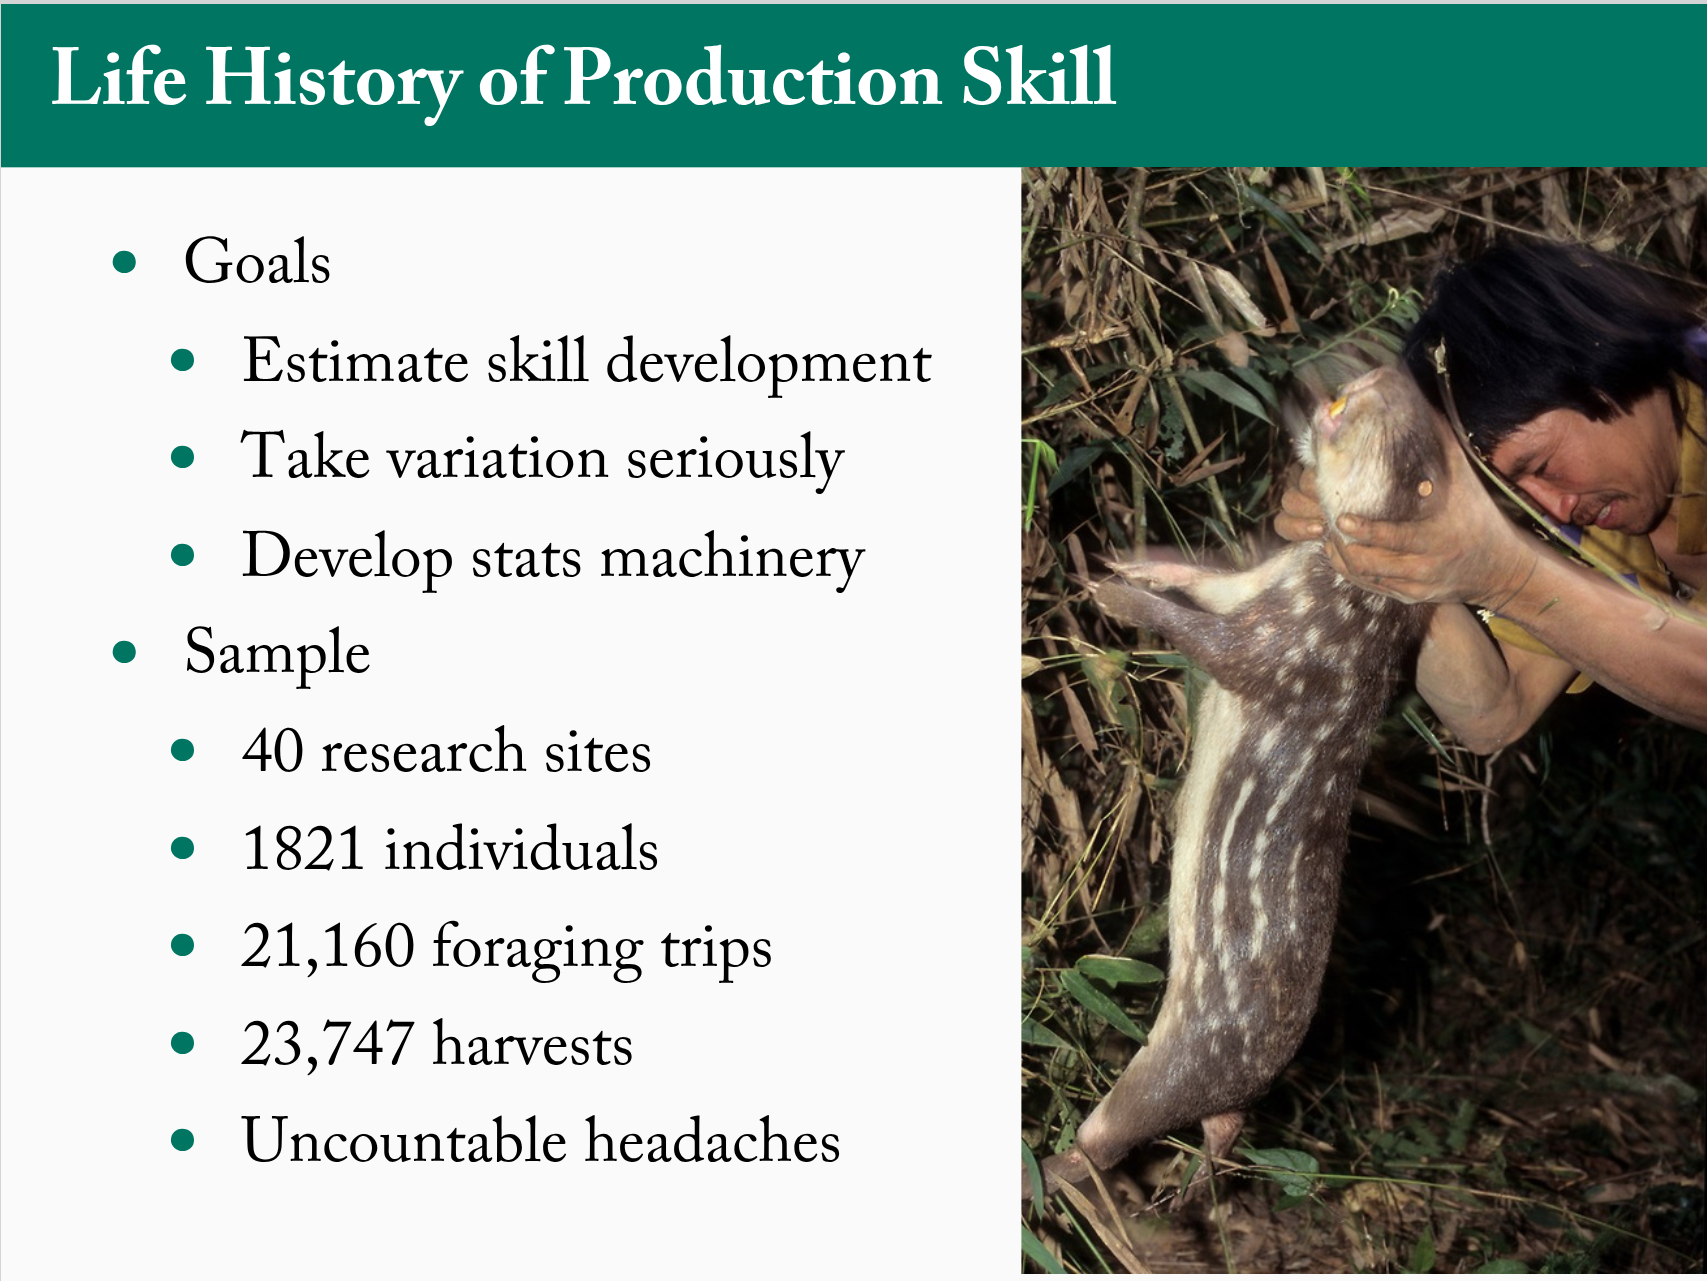 Life History of Production Skill
Goals
Estimate skill development
Take variation seriously
Develop stats machinery
Sample
40 research sites
1821 individuals
21,160 foraging trips
23,747 harvests
Uncountable headaches